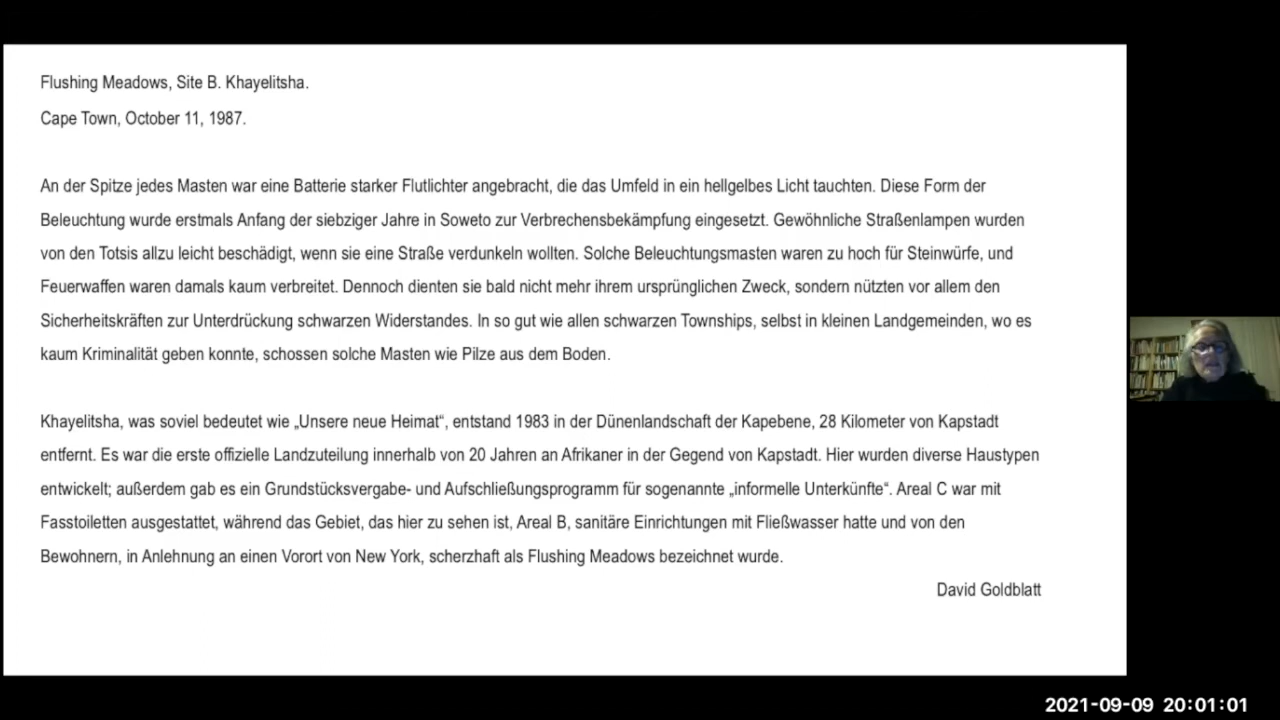 Flushing Meadows, Site B. Khayelitsha.
Cape Town, October 11, 1987.
An der Spitze jedes Masten war eine Batterie starker Flutlichter angebracht, die das Umfeld in ein hellgelbes Licht tauchten. Diese Form der
Beleuchtung wurde erstmals Anfang der siebziger Jahre in Soweto zur Verbrechensbekämpfung eingesetzt. Gewöhnliche Straßenlampen wurden
von den Totsis allzu leicht beschädigt, wenn sie eine Straße verdunkeln wollten. Solche Beleuchtungsmasten waren zu hoch für Steinwürfe, und
Feuerwaffen waren damals kaum verbreitet. Dennoch dienten sie bald nicht mehr ihrem ursprünglichen Zweck, sondern nützten vor allem den
Sicherheitskräften zur Unterdrückung schwarzen Widerstandes. In so gut wie allen schwarzen Townships, selbst in kleinen Landgemeinden, wo es
kaum Kriminalität geben konnte, schossen solche Masten wie Pilze aus dem Boden.
Khayelitsha, was soviel bedeutet wie „Unsere neue Heimat“, entstand 1983 in der Dünenlandschaft der Kapebene, 28 Kilometer von Kapstadt
entfernt. Es war die erste offizielle Landzuteilung innerhalb von 20 Jahren an Afrikaner in der Gegend von Kapstadt. Hier wurden diverse Haustypen
entwickelt; außerdem gab es ein Grundstücksvergabe- und Aufschließungsprogramm für sogenannte „informelle Unterkünfte“. Areal C war mit
Fasstoiletten ausgestattet, während das Gebiet, das hier zu sehen ist, Areal B, sanitäre Einrichtungen mit Fließwasser hatte und von den
Bewohnern, in Anlehnung an einen Vorort von New York, scherzhaft als Flushing Meadows bezeichnet wurde.
David Goldblatt
2021-09-09 20:01:01